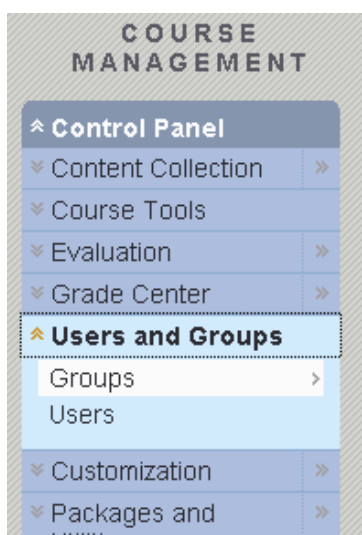 COURSE
MANAGEMENT
Control Panel
Content Collection
Course Tools
Evaluation
Grade Center
Users and Groups
Groups
Users
Customization
Packages and